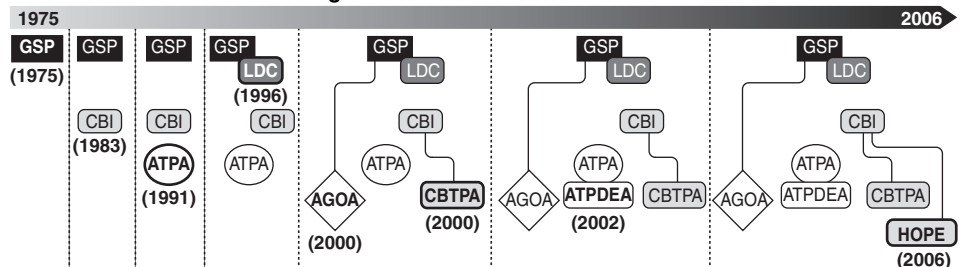 1975 2006
GSP GSP GSP GSP GSP GSP GSP
(1975) LDC LDC LDC LDC
(1996)
CBI CBI CBI CBI CBI CBI
(1983)
ATPA ATPA ATPA ATPA ATPA
(1991)
AGOA CBTPA AGOA ATPDEA CBTPA AGOA ATPDEA CBTPA
(2000) (2000) (2002)
HOPE
(2006)